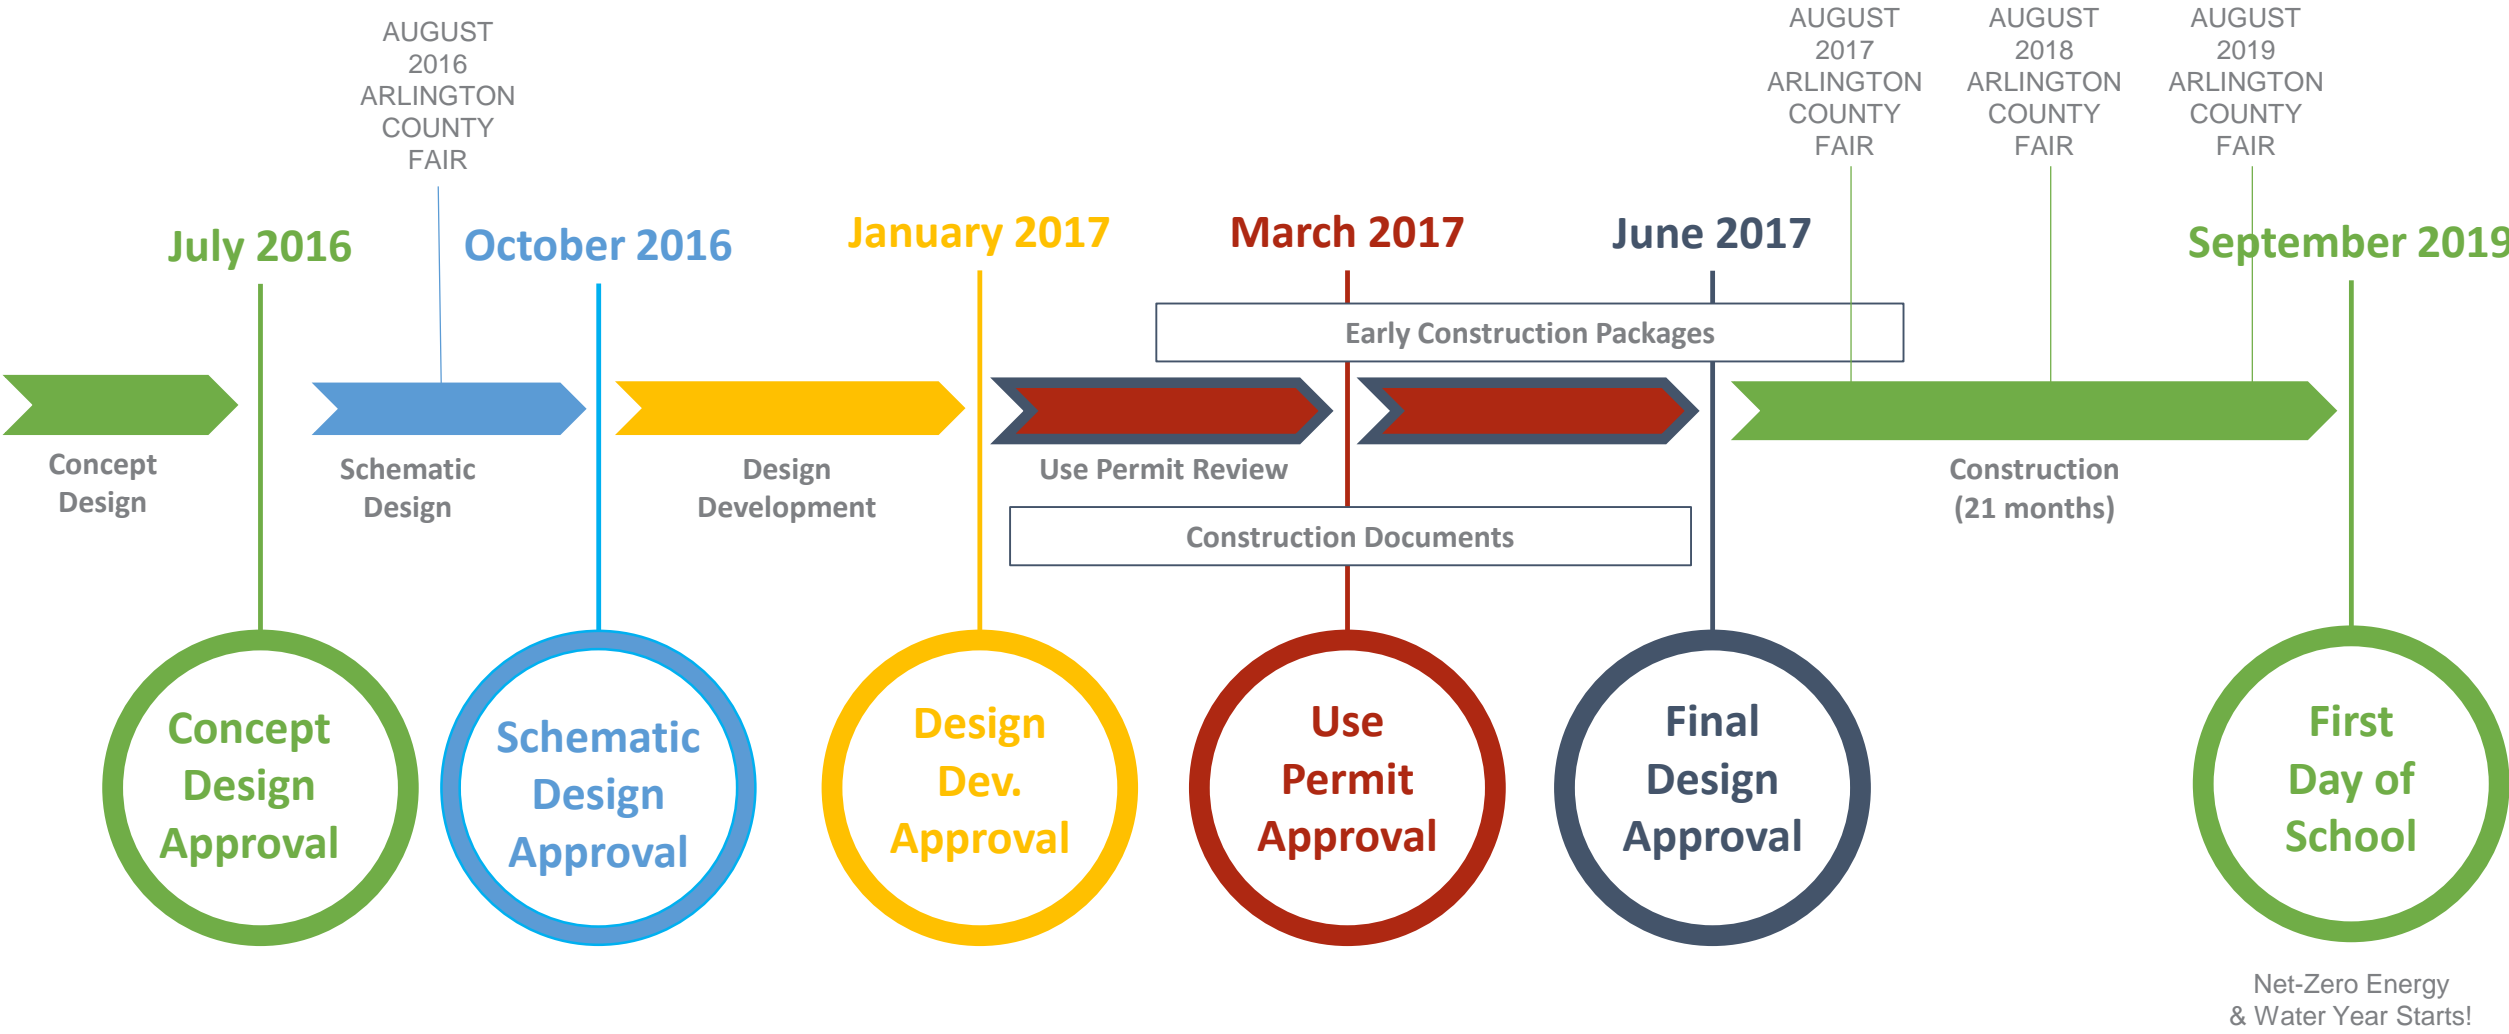 AUGUST
2016
ARLINGTON
COUNTY
FAIR
AUGUST
2017
ARLINGTON
COUNTY
FAIR
AUGUST
2018
ARLINGTON
COUNTY
FAIR
AUGUST
2019
ARLINGTON
COUNTY
FAIR
July 2016
October 2016
January 2017
March 2017
June 2017
September 2019
Early Construction Packages
Concept
Design
Schematic
Design
Design
Development
Use Permit Review
Construction
(21 months)
Construction Documents
Concept
Design
Approval
Schematic
Design
Approval
Design
Dev.
Approval
Use
Permit
Approval
Final
Design
Approval
First
Day of
School
Net-Zero Energy
& Water Year Starts!